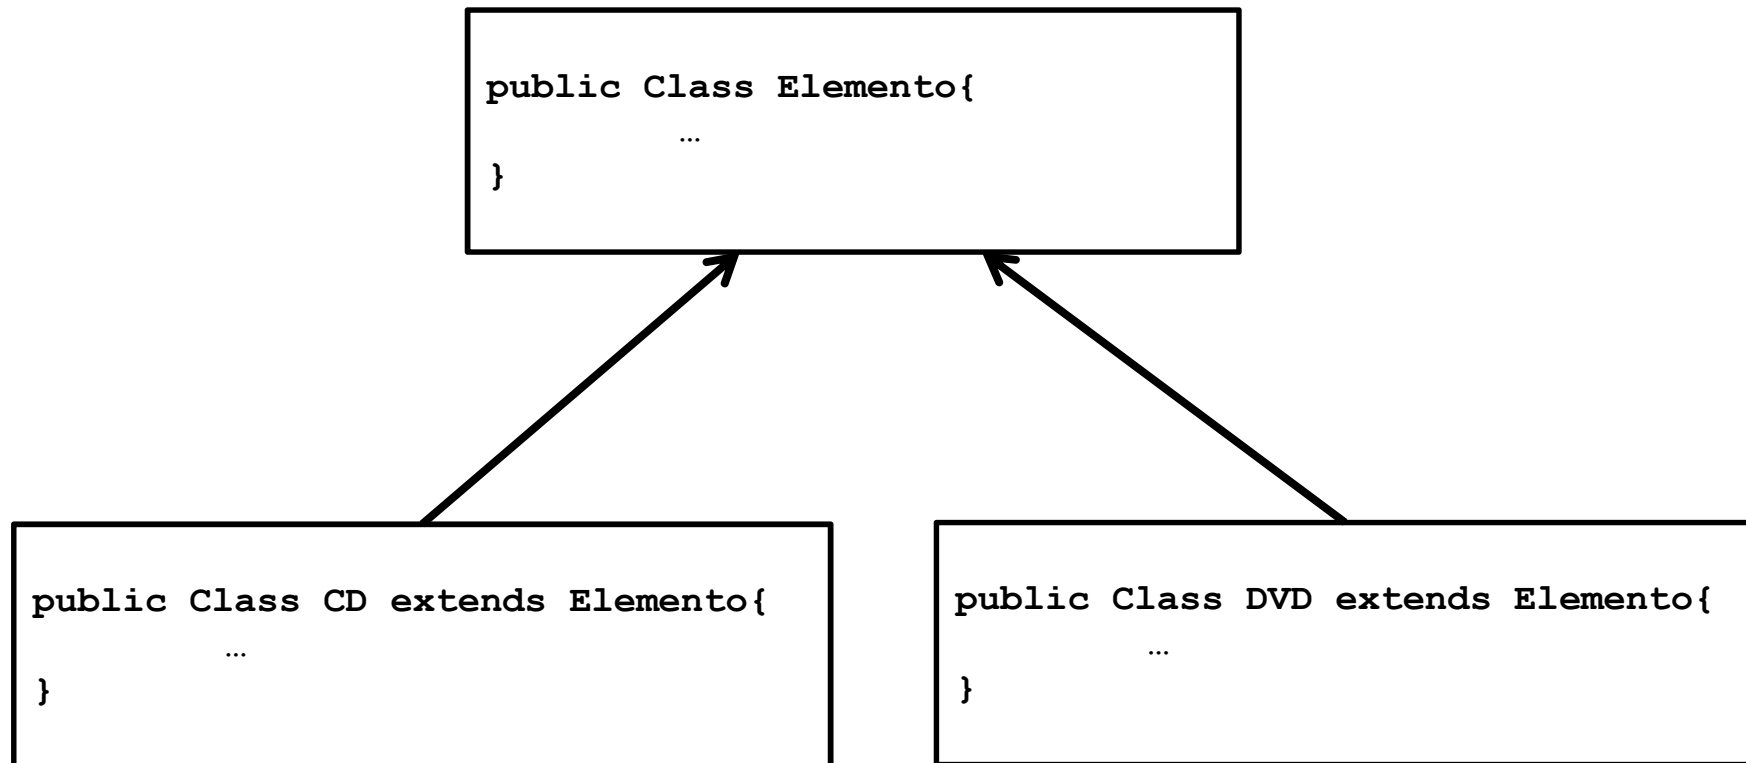 public Class Elemento{
…
}
public Class CD extends Elemento{
…
}
public Class DVD extends Elemento{
…
}